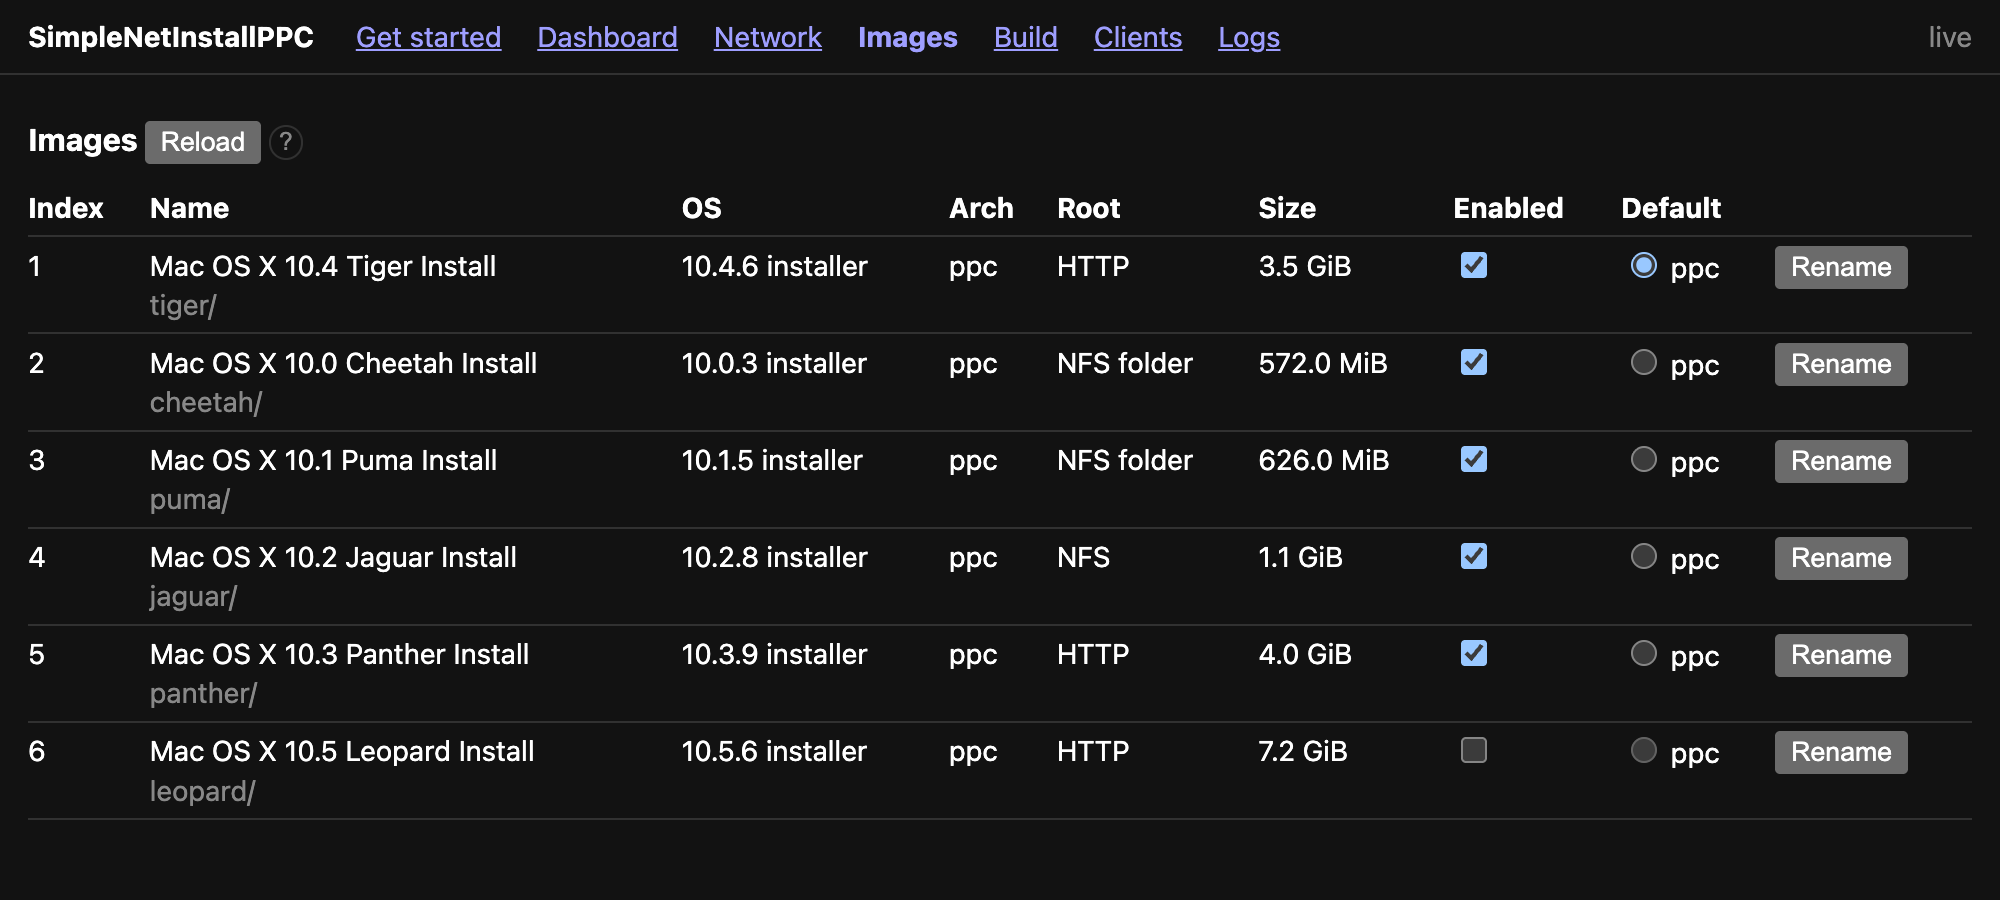 SimpleNetInstallPPC Get started Dashboard Network Images Build Clients Logs live
Images Reload ?
Index Name OS Arch Root Size Enabled Default
1 Mac OS X 10.4 Tiger Install 10.4.6 installer ppc HTTP 3.5 GiB ppc Rename
tiger/
2 Mac OS X 10.0 Cheetah Install 10.0.3 installer ppc NFS folder 572.0 MiB ppc Rename
cheetah/
3 Mac OS X 10.1 Puma Install 10.1.5 installer ppc NFS folder 626.0 MiB ppc Rename
puma/
4 Mac OS X 10.2 Jaguar Install 10.2.8 installer ppc NFS 1.1 GiB ppc Rename
jaguar/
5 Mac OS X 10.3 Panther Install 10.3.9 installer ppc HTTP 4.0 GiB ppc Rename
panther/
6 Mac OS X 10.5 Leopard Install 10.5.6 installer ppc HTTP 7.2 GiB ppc Rename
leopard/